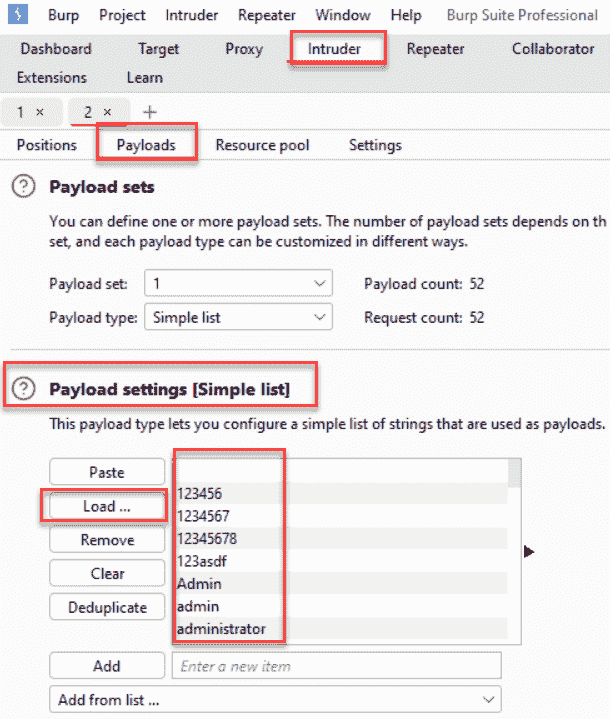 Burp Project Intruder Repeater Window Help Burp Suite Professional
Dashboard Target Proxy Intruder Repeater Collaborator
Extensions Learn
1 × 2 × +
Positions Payloads Resource pool Settings
? Payload sets
You can define one or more payload sets. The number of payload sets depends on th
set, and each payload type can be customized in different ways.
Payload set: 1 Payload count: 52
Payload type: Simple list Request count: 52
? Payload settings [Simple list]
This payload type lets you configure a simple list of strings that are used as payloads.
Paste
123456
Load ...
1234567
Remove
12345678
123asdf
Clear
Admin
Deduplicate
admin
administrator
Add Enter a new item
Add from list ...